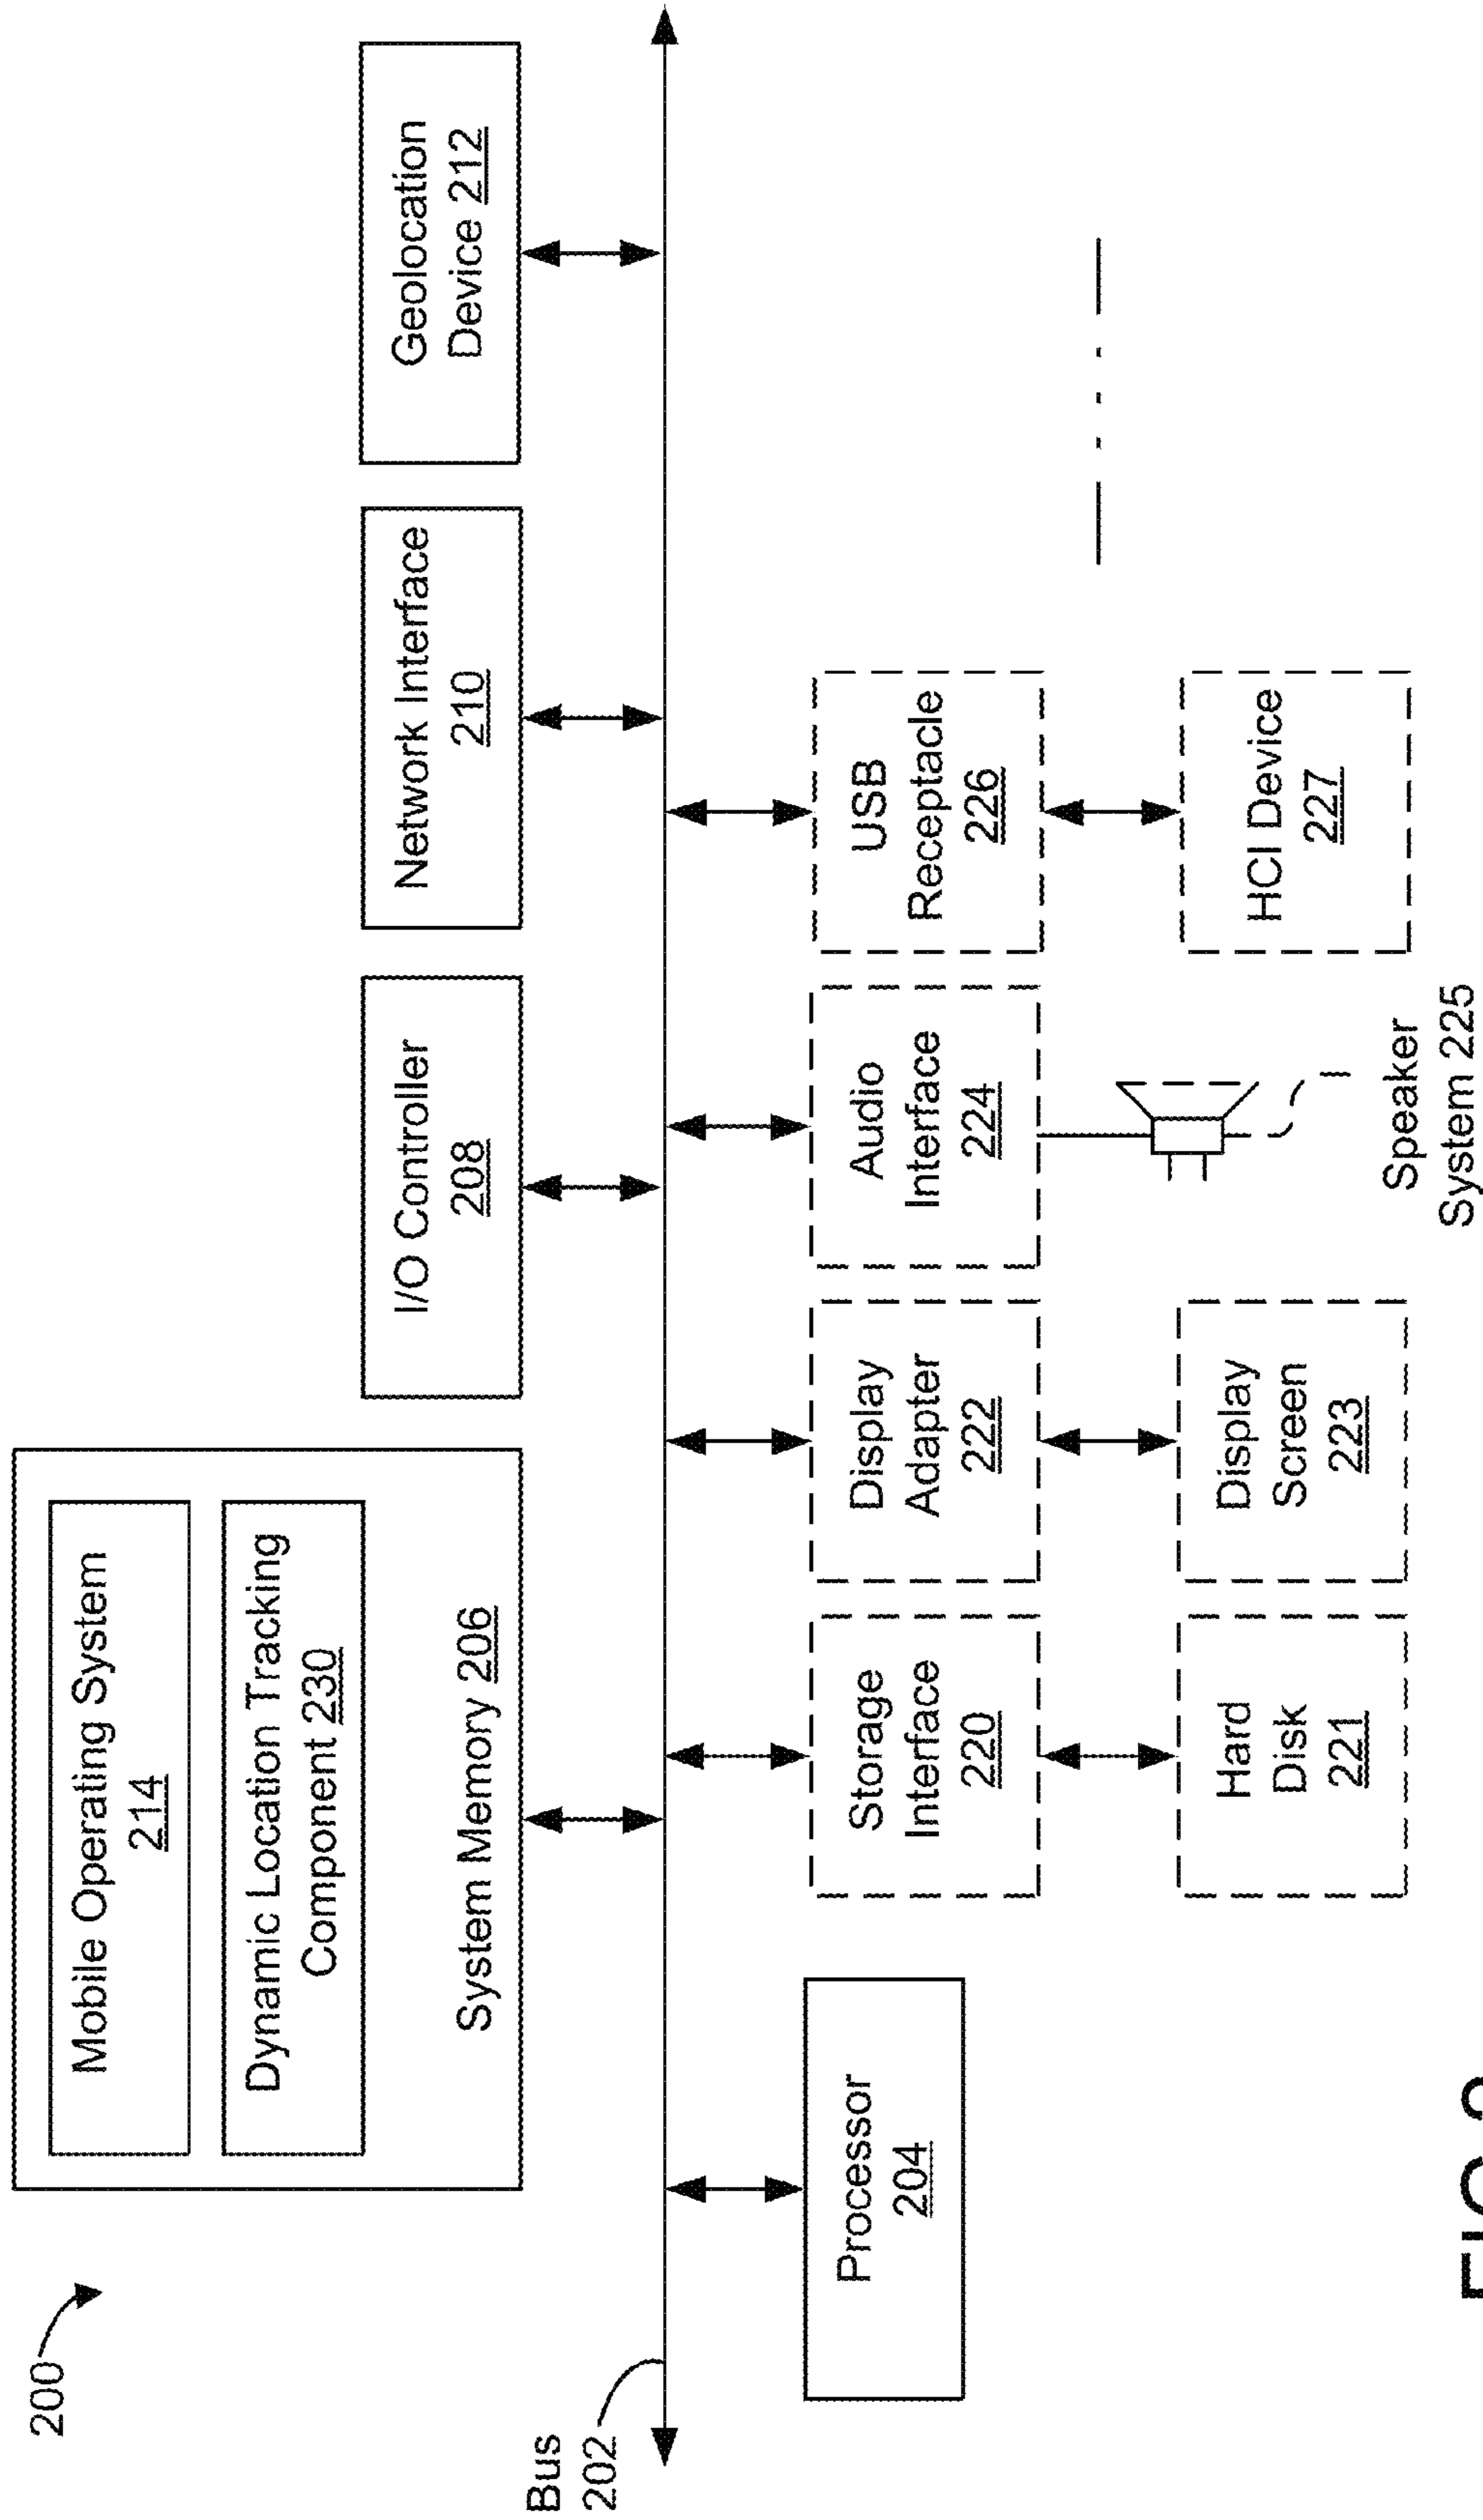 200
Mobile Operating System
214
Dynamic Location Tracking
Component 230
System Memory 206
I/O Controller
208
Network Interface
210
Geolocation
Device 212
Bus
202
Processor
204
Storage
Interface
220
Display
Adapter
222
Audio
Interface
224
USB
Receptacle
226
Hard
Disk
221
Display
Screen
223
Speaker
System 225
HCI Device
227